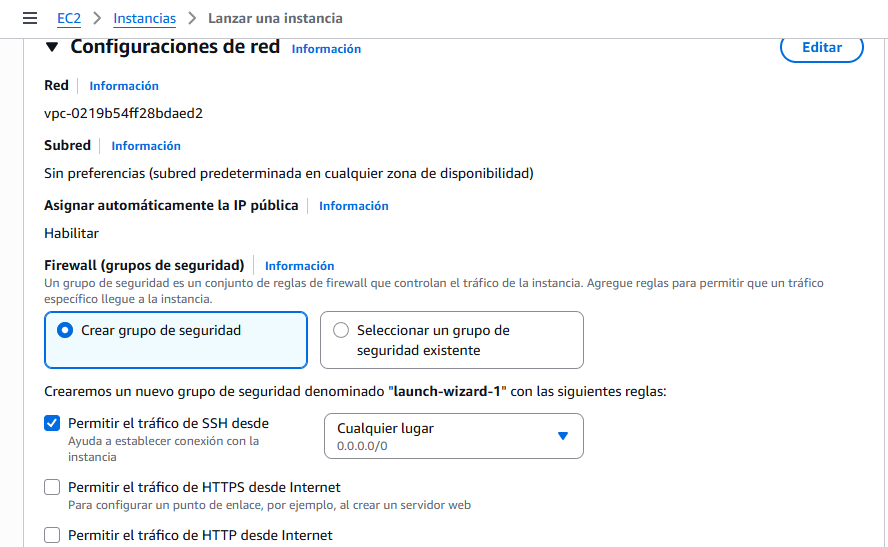 EC2 > Instancias > Lanzar una instancia
Configuraciones de red Información Editar
Red Información
vpc-0219b54ff28bdaed2
Subred Información
Sin preferencias (subred predeterminada en cualquier zona de disponibilidad)
Asignar automáticamente la IP pública Información
Habilitar
Firewall (grupos de seguridad) Información
Un grupo de seguridad es un conjunto de reglas de firewall que controlan el tráfico de la instancia. Agregue reglas para permitir que un tráfico
específico llegue a la instancia.
Crear grupo de seguridad
Seleccionar un grupo de
seguridad existente
Crearemos un nuevo grupo de seguridad denominado "launch-wizard-1" con las siguientes reglas:
Permitir el tráfico de SSH desde
Ayuda a establecer conexión con la
instancia
Cualquier lugar
0.0.0.0/0
Permitir el tráfico de HTTPS desde Internet
Para configurar un punto de enlace, por ejemplo, al crear un servidor web
Permitir el tráfico de HTTP desde Internet